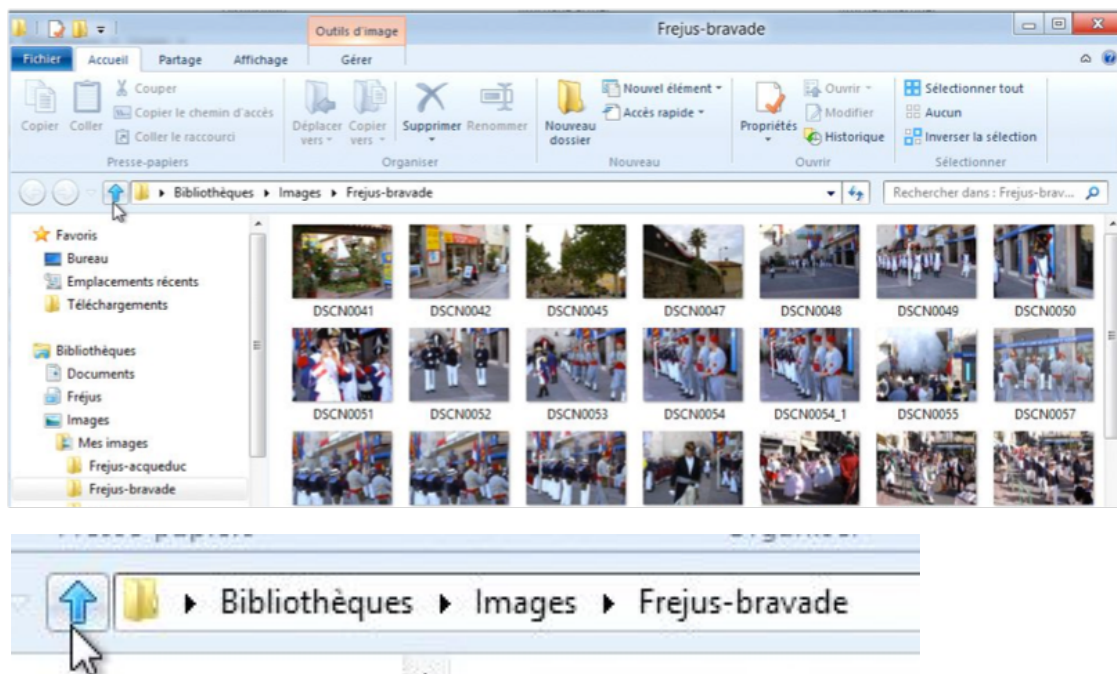 Outils d'image
Frejus-bravade
Fichier Accueil Partage Affichage Gérer
Copier Coller
Couper
Copier le chemin d'accès
Coller le raccourci
Presse-papiers
Déplacer vers
Copier vers
Supprimer Renommer
Organiser
Nouveau dossier
Nouvel élément
Accès rapide
Nouveau
Propriétés
Ouvrir
Modifier
Historique
Ouvrir
Sélectionner tout
Aucun
Inverser la sélection
Sélectionner
Bibliothèques Images Frejus-bravade
Rechercher dans : Frejus-brav...
Favoris
Bureau
Emplacements récents
Téléchargements
Bibliothèques
Documents
Fréjus
Images
Mes images
Frejus-acqueduc
Frejus-bravade
DSCN0041 DSCN0042 DSCN0045 DSCN0047 DSCN0048 DSCN0049 DSCN0050
DSCN0051 DSCN0052 DSCN0053 DSCN0054 DSCN0054_1 DSCN0055 DSCN0057
Bibliothèques Images Frejus-bravade